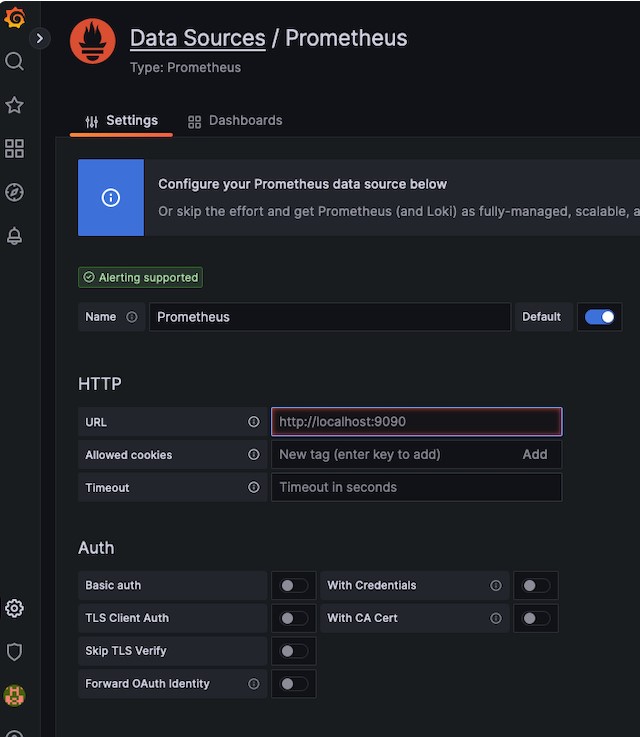 Data Sources / Prometheus
Type: Prometheus
Settings Dashboards
Configure your Prometheus data source below
Or skip the effort and get Prometheus (and Loki) as fully-managed, scalable, a
Alerting supported
Name Prometheus Default
HTTP
URL http://localhost:9090
Allowed cookies New tag (enter key to add) Add
Timeout Timeout in seconds
Auth
Basic auth With Credentials
TLS Client Auth With CA Cert
Skip TLS Verify
Forward OAuth Identity